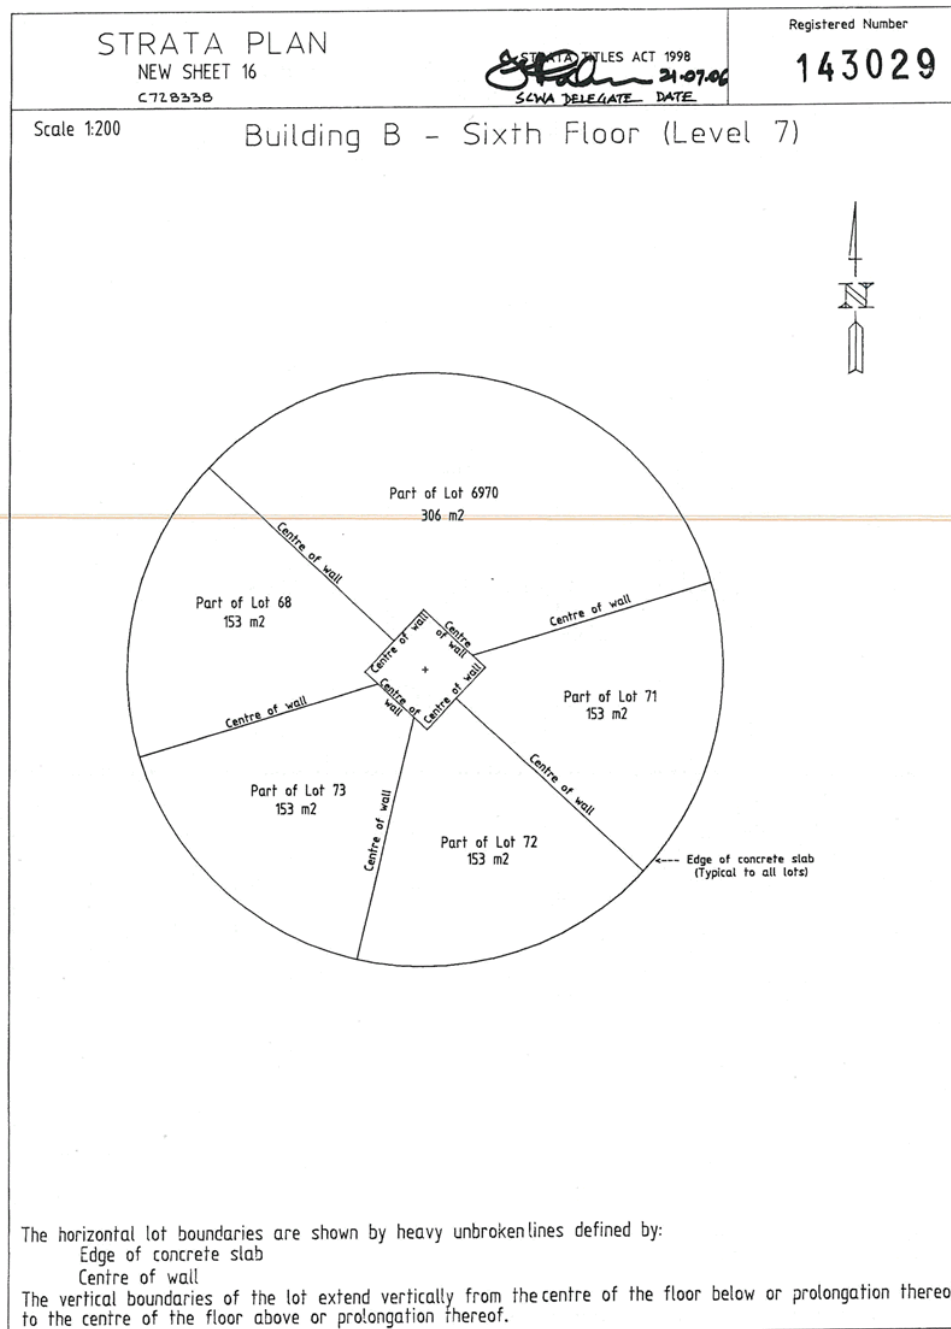 STRATA PLAN
NEW SHEET 16
C728338
STRATA TITLES ACT 1998
21-07-06
SLWA DELEGATE DATE
Registered Number
143029
Scale 1:200
Building B - Sixth Floor (Level 7)
N
Part of Lot 6970
306 m2
Centre of wall
Part of Lot 68
153 m2
Centre of wall
Centre of wall
Centre
of wall
Centre of wall
Centre of
wall
Centre of wall
Part of Lot 71
153 m2
Centre of wall
Part of Lot 73
153 m2
Centre of wall
Centre of wall
Part of Lot 72
153 m2
Edge of concrete slab
(Typical to all lots)
The horizontal lot boundaries are shown by heavy unbroken lines defined by:
Edge of concrete slab
Centre of wall
The vertical boundaries of the lot extend vertically from the centre of the floor below or prolongation thereo
to the centre of the floor above or prolongation thereof.